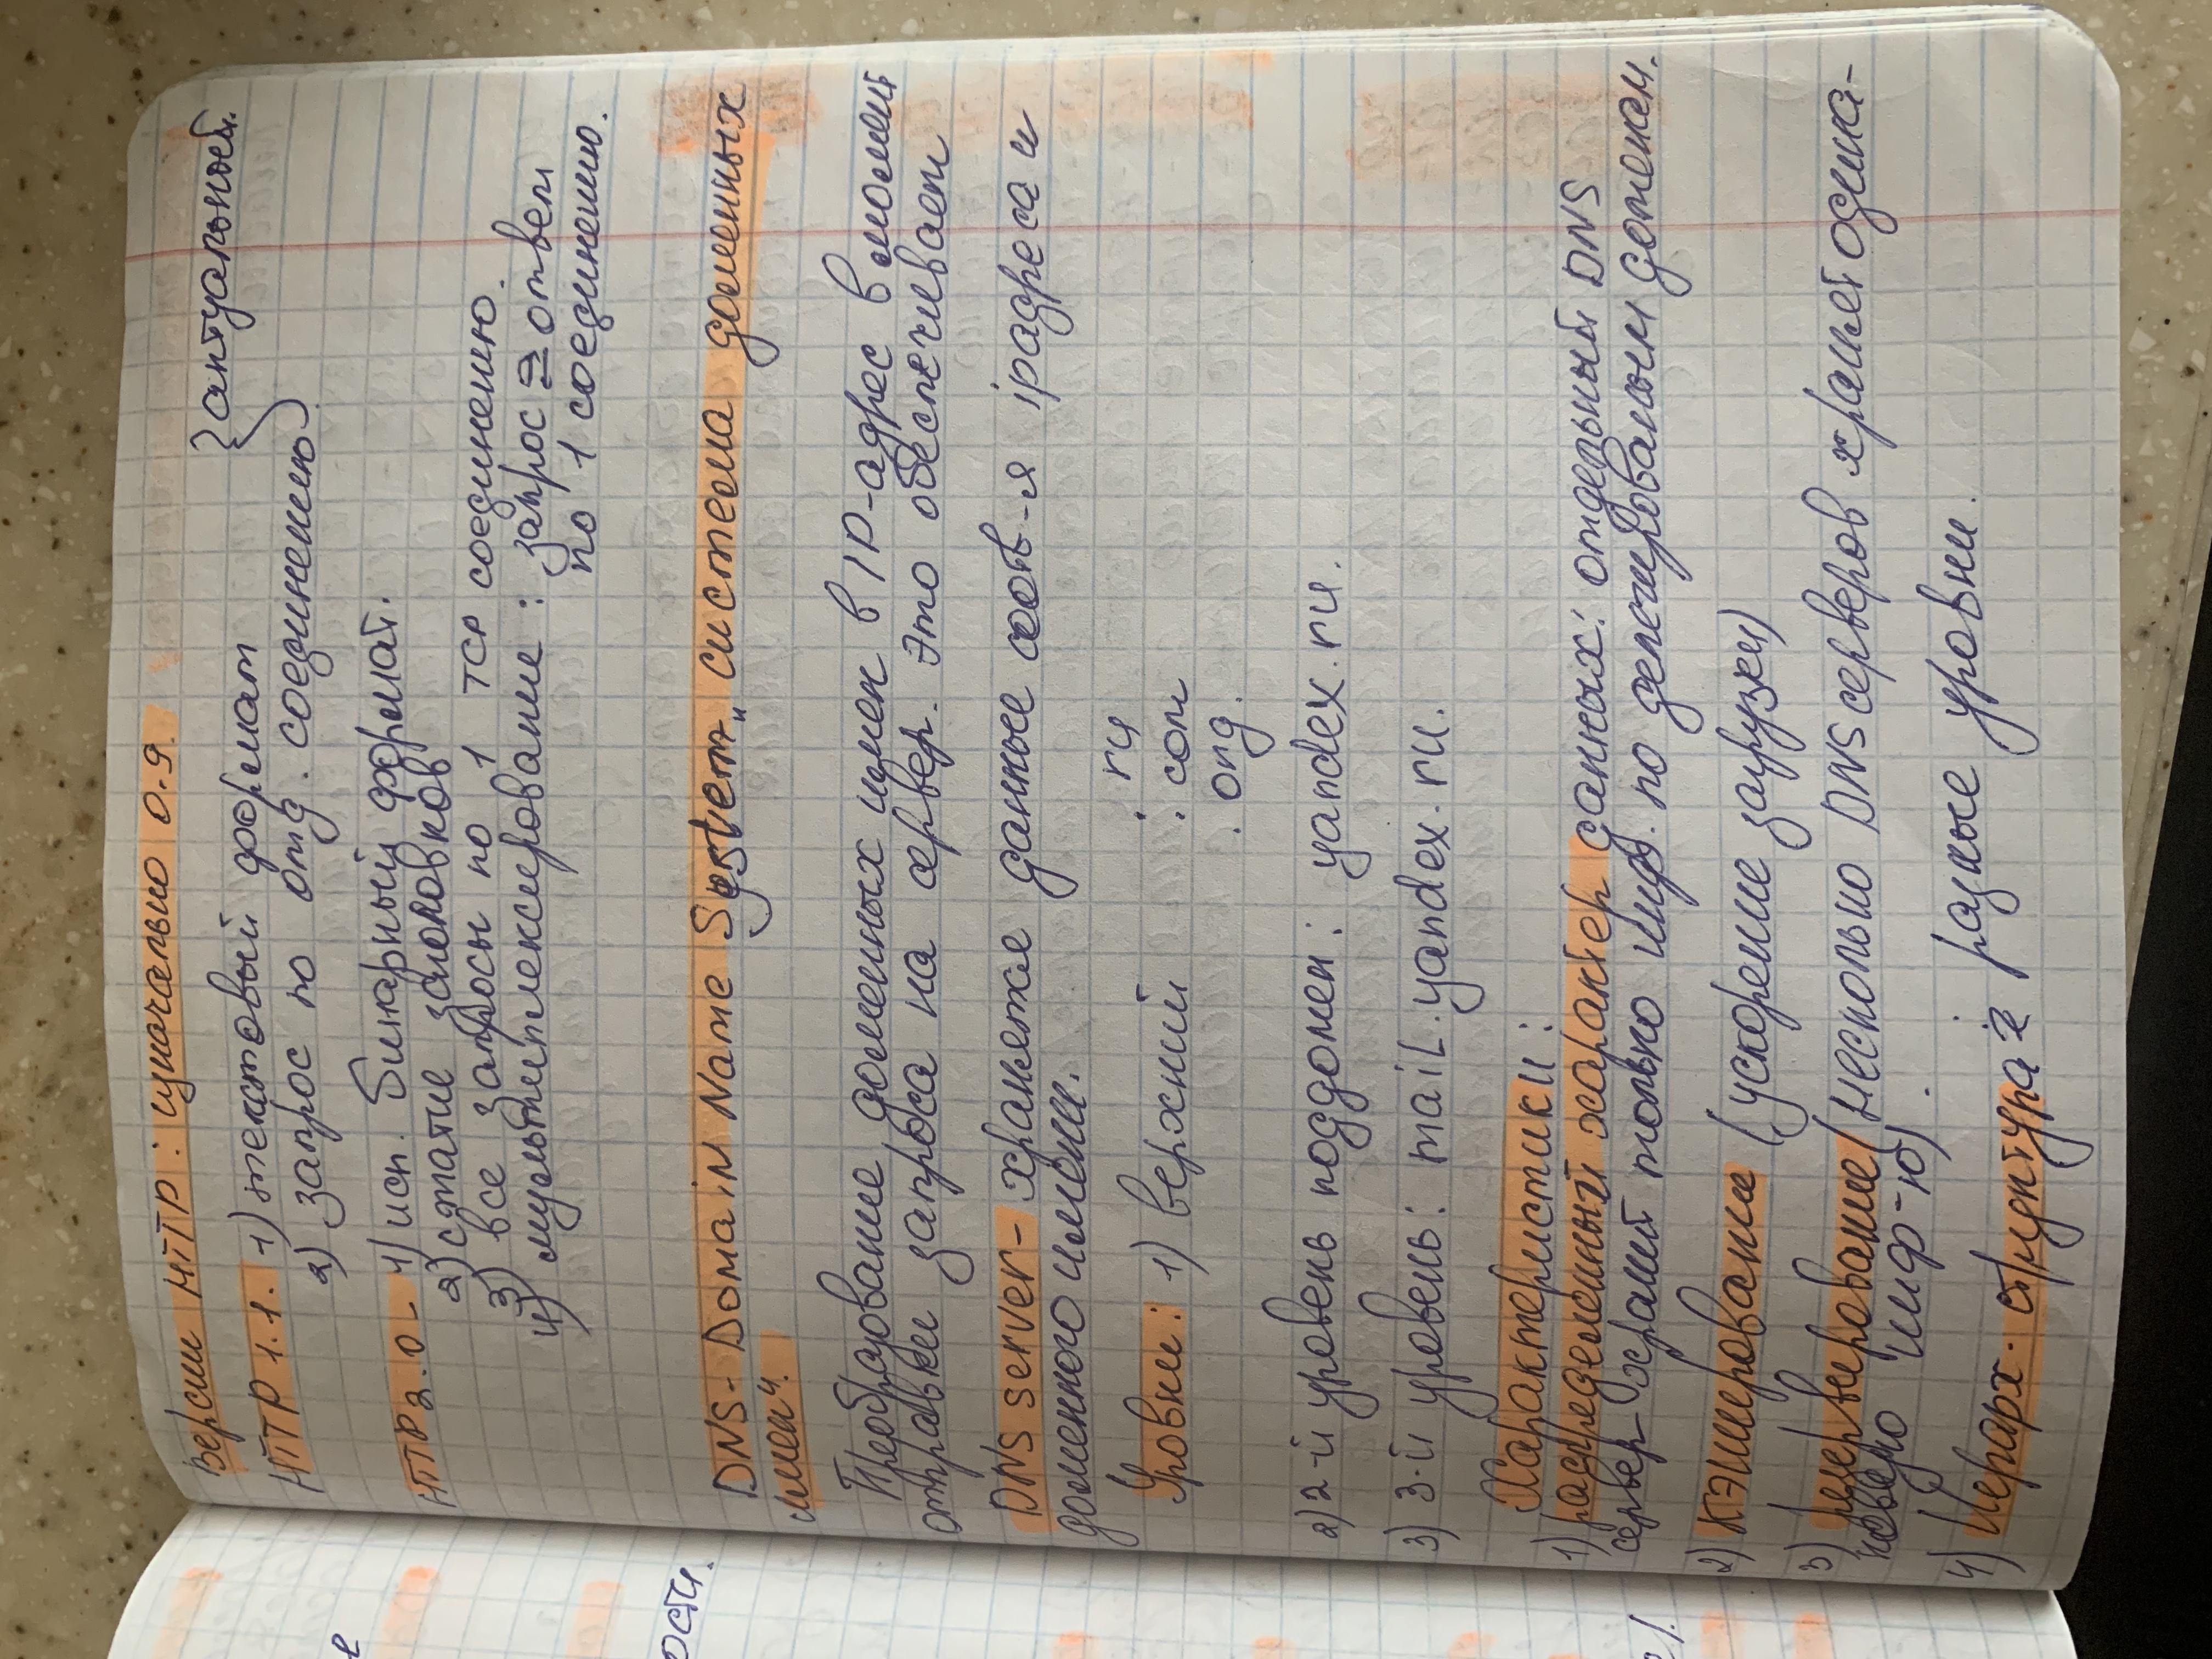 Версии HTTP: изначально 0.9.
} актуальный.
HTTP 1.1. 1) текстовый формат
2) запрос по отд. соединению.
HTTP 2.0 - 1) исп. бинарный формат.
2) сжатие заголовков
3) все запросы по 1 TCP соединению.
4) мультиплексирование: запрос ⇄ ответ
по 1 соединению.
DNS - Domain Name System „система доменных
имен“.
Преобразование доменных имен в IP-адрес в момент
отправки запроса на сервер. Это обеспечивает
DNS server - хранятся данные соотв-я ip адреса и
доменного имени.
Уровни: 1) верхний .ru
.com
.org.
2) 2-й уровень поддомен: yandex.ru.
3) 3-й уровень: mail.yandex.ru.
Характеристики:
1) распределенный характер данных: отдельный DNS
сервер хранит только инф. по делегированым доменам.
2) кэширование (ускорение загрузки)
3) резервирование (несколько DNS серверов хранят одина-
ковую инф-ю).
4) Иерарх. структура: разные уровни.
ости.